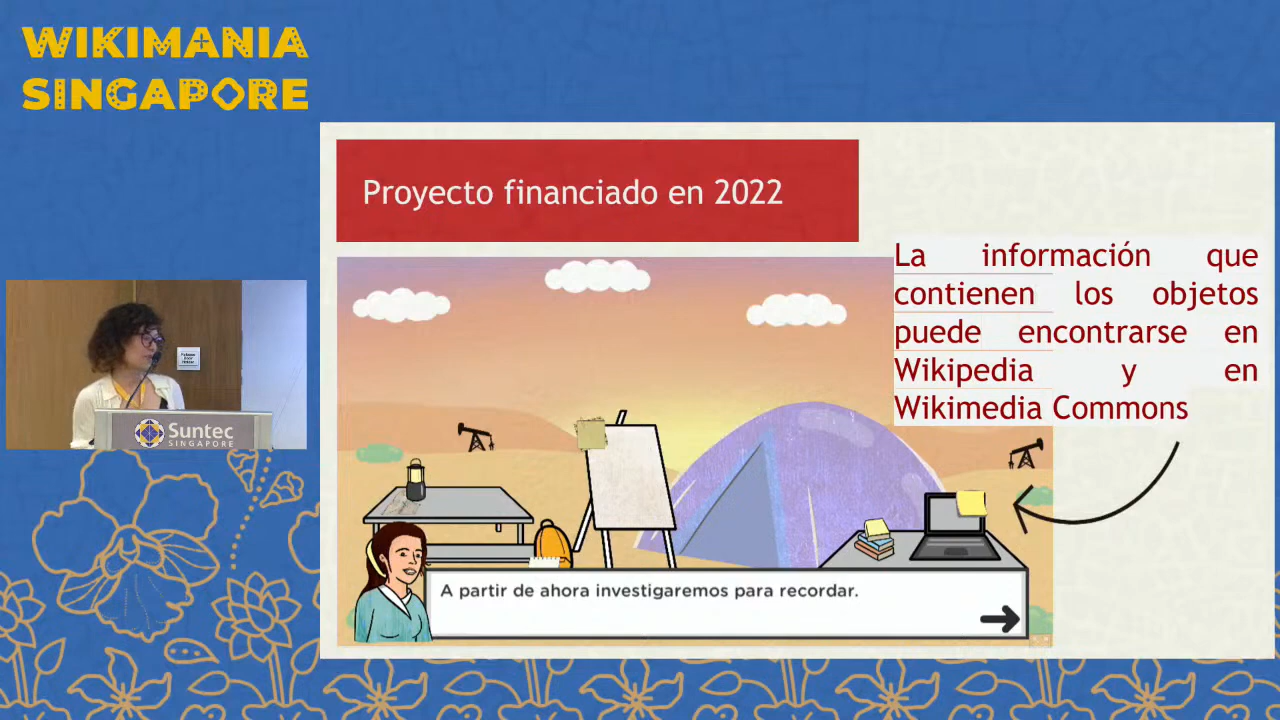 WIKIMANIA
SINGAPORE
Proyecto financiado en 2022
La información que
contienen los objetos
puede encontrarse en
Wikipedia y en
Wikimedia Commons
A partir de ahora investigaremos para recordar.
Suntec
SINGAPORE